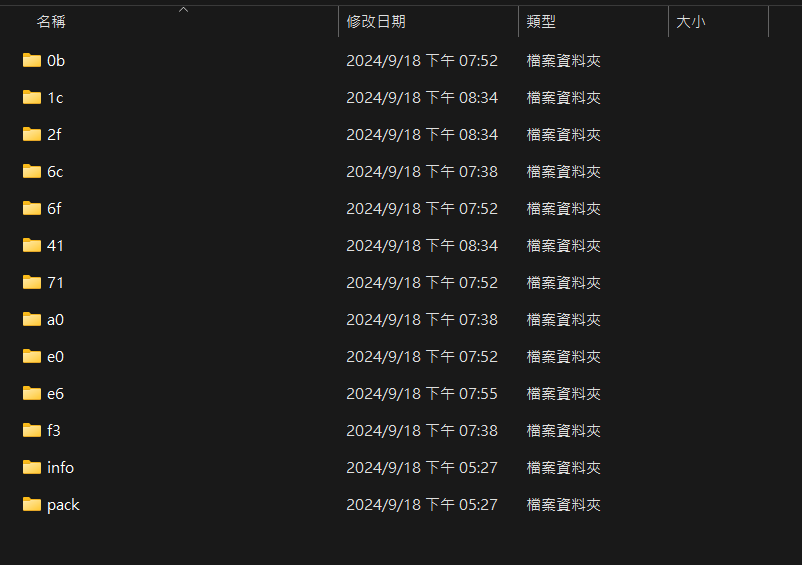 名稱 修改日期 類型 大小
0b 2024/9/18 下午 07:52 檔案資料夾
1c 2024/9/18 下午 08:34 檔案資料夾
2f 2024/9/18 下午 08:34 檔案資料夾
6c 2024/9/18 下午 07:38 檔案資料夾
6f 2024/9/18 下午 07:52 檔案資料夾
41 2024/9/18 下午 08:34 檔案資料夾
71 2024/9/18 下午 07:52 檔案資料夾
a0 2024/9/18 下午 07:38 檔案資料夾
e0 2024/9/18 下午 07:52 檔案資料夾
e6 2024/9/18 下午 07:55 檔案資料夾
f3 2024/9/18 下午 07:38 檔案資料夾
info 2024/9/18 下午 05:27 檔案資料夾
pack 2024/9/18 下午 05:27 檔案資料夾